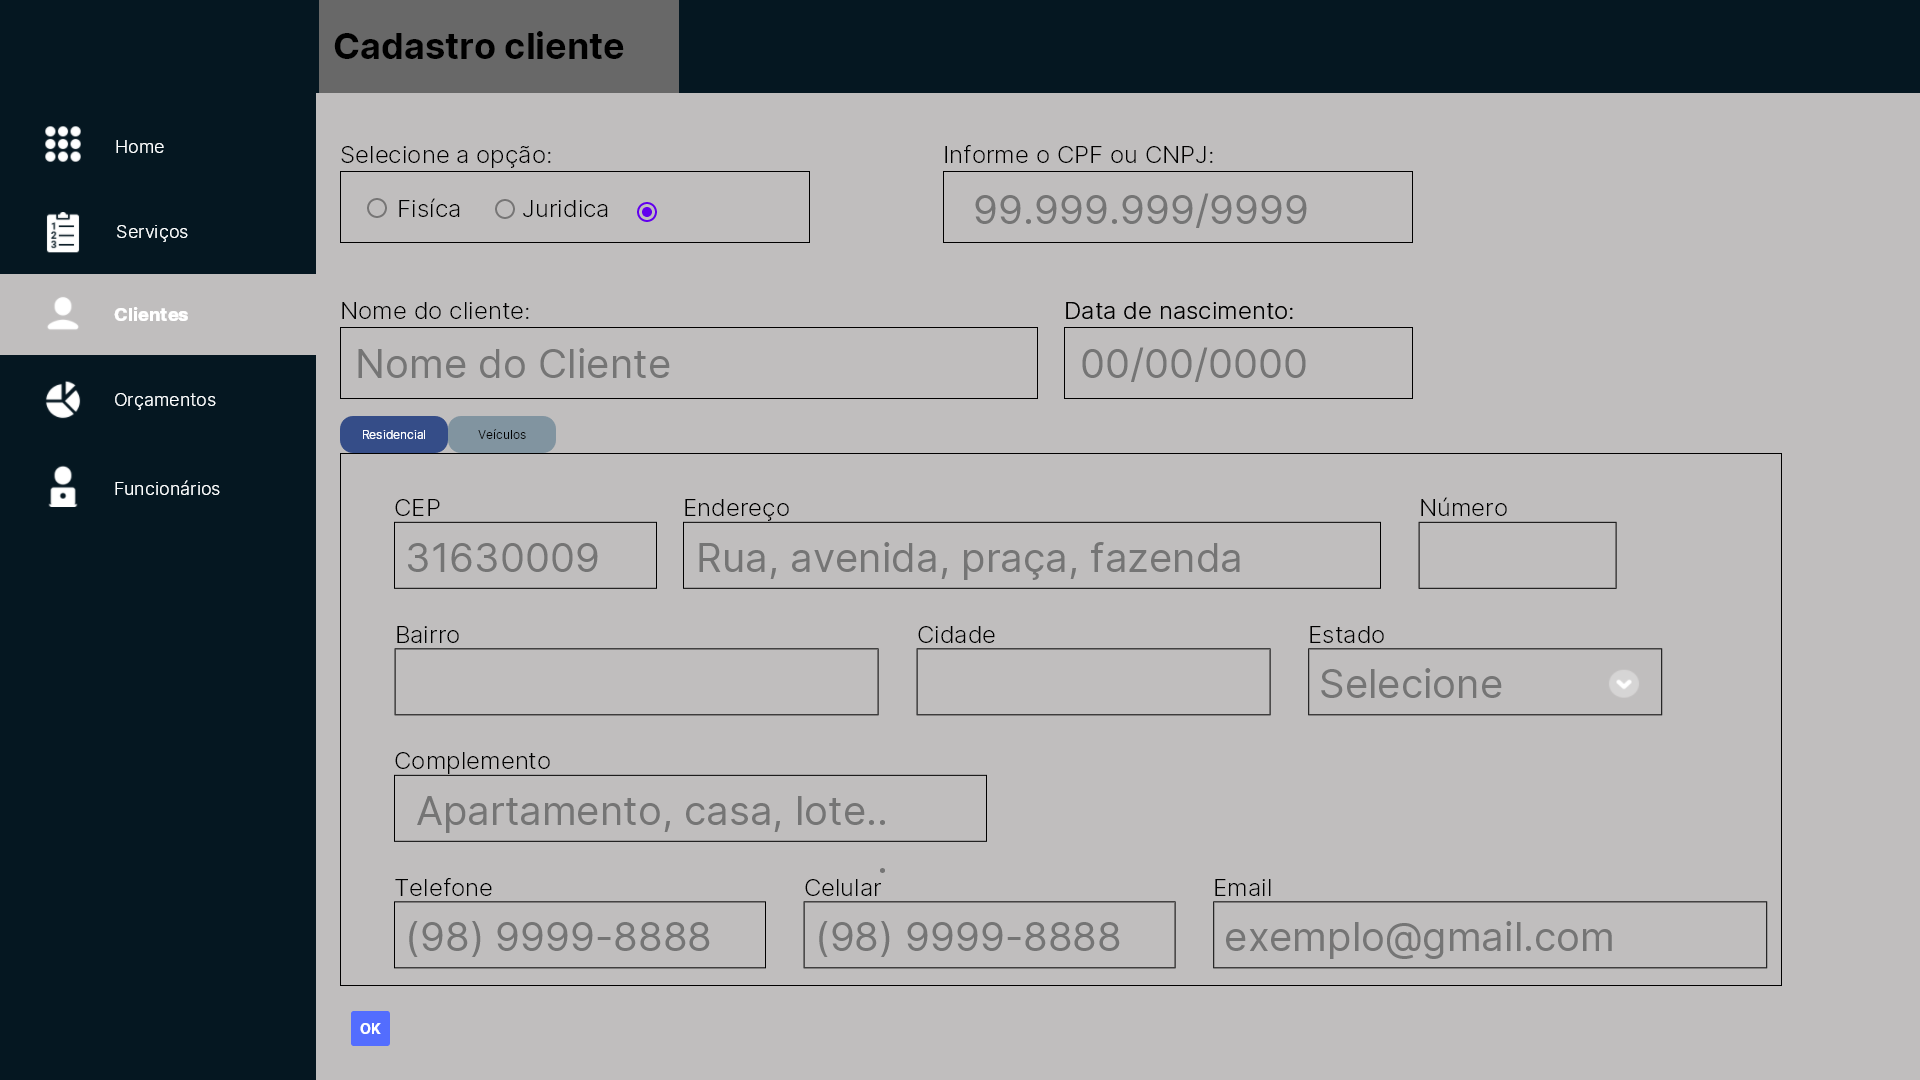 Cadastro cliente
Home
Serviços
Clientes
Orçamentos
Funcionários
Selecione a opção:
Fisíca
Juridica
Informe o CPF ou CNPJ:
99.999.999/9999
Nome do cliente:
Nome do Cliente
Data de nascimento:
00/00/0000
Residencial
Veículos
CEP
31630009
Endereço
Rua, avenida, praça, fazenda
Número
Bairro
Cidade
Estado
Selecione
Complemento
Apartamento, casa, lote..
Telefone
(98) 9999-8888
Celular
(98) 9999-8888
Email
exemplo@gmail.com
OK